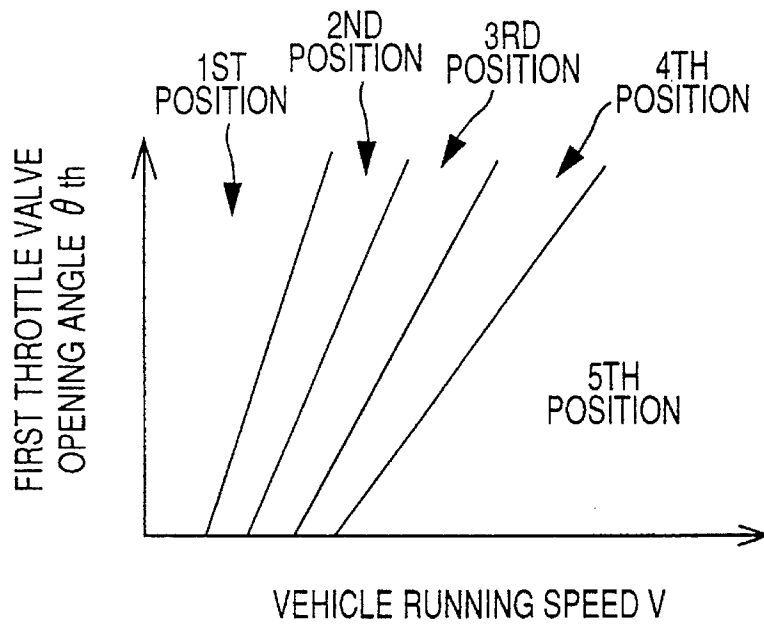 1ST
POSITION
2ND
POSITION
3RD
POSITION
4TH
POSITION
5TH
POSITION
FIRST THROTTLE VALVE
OPENING ANGLE θ th
VEHICLE RUNNING SPEED V